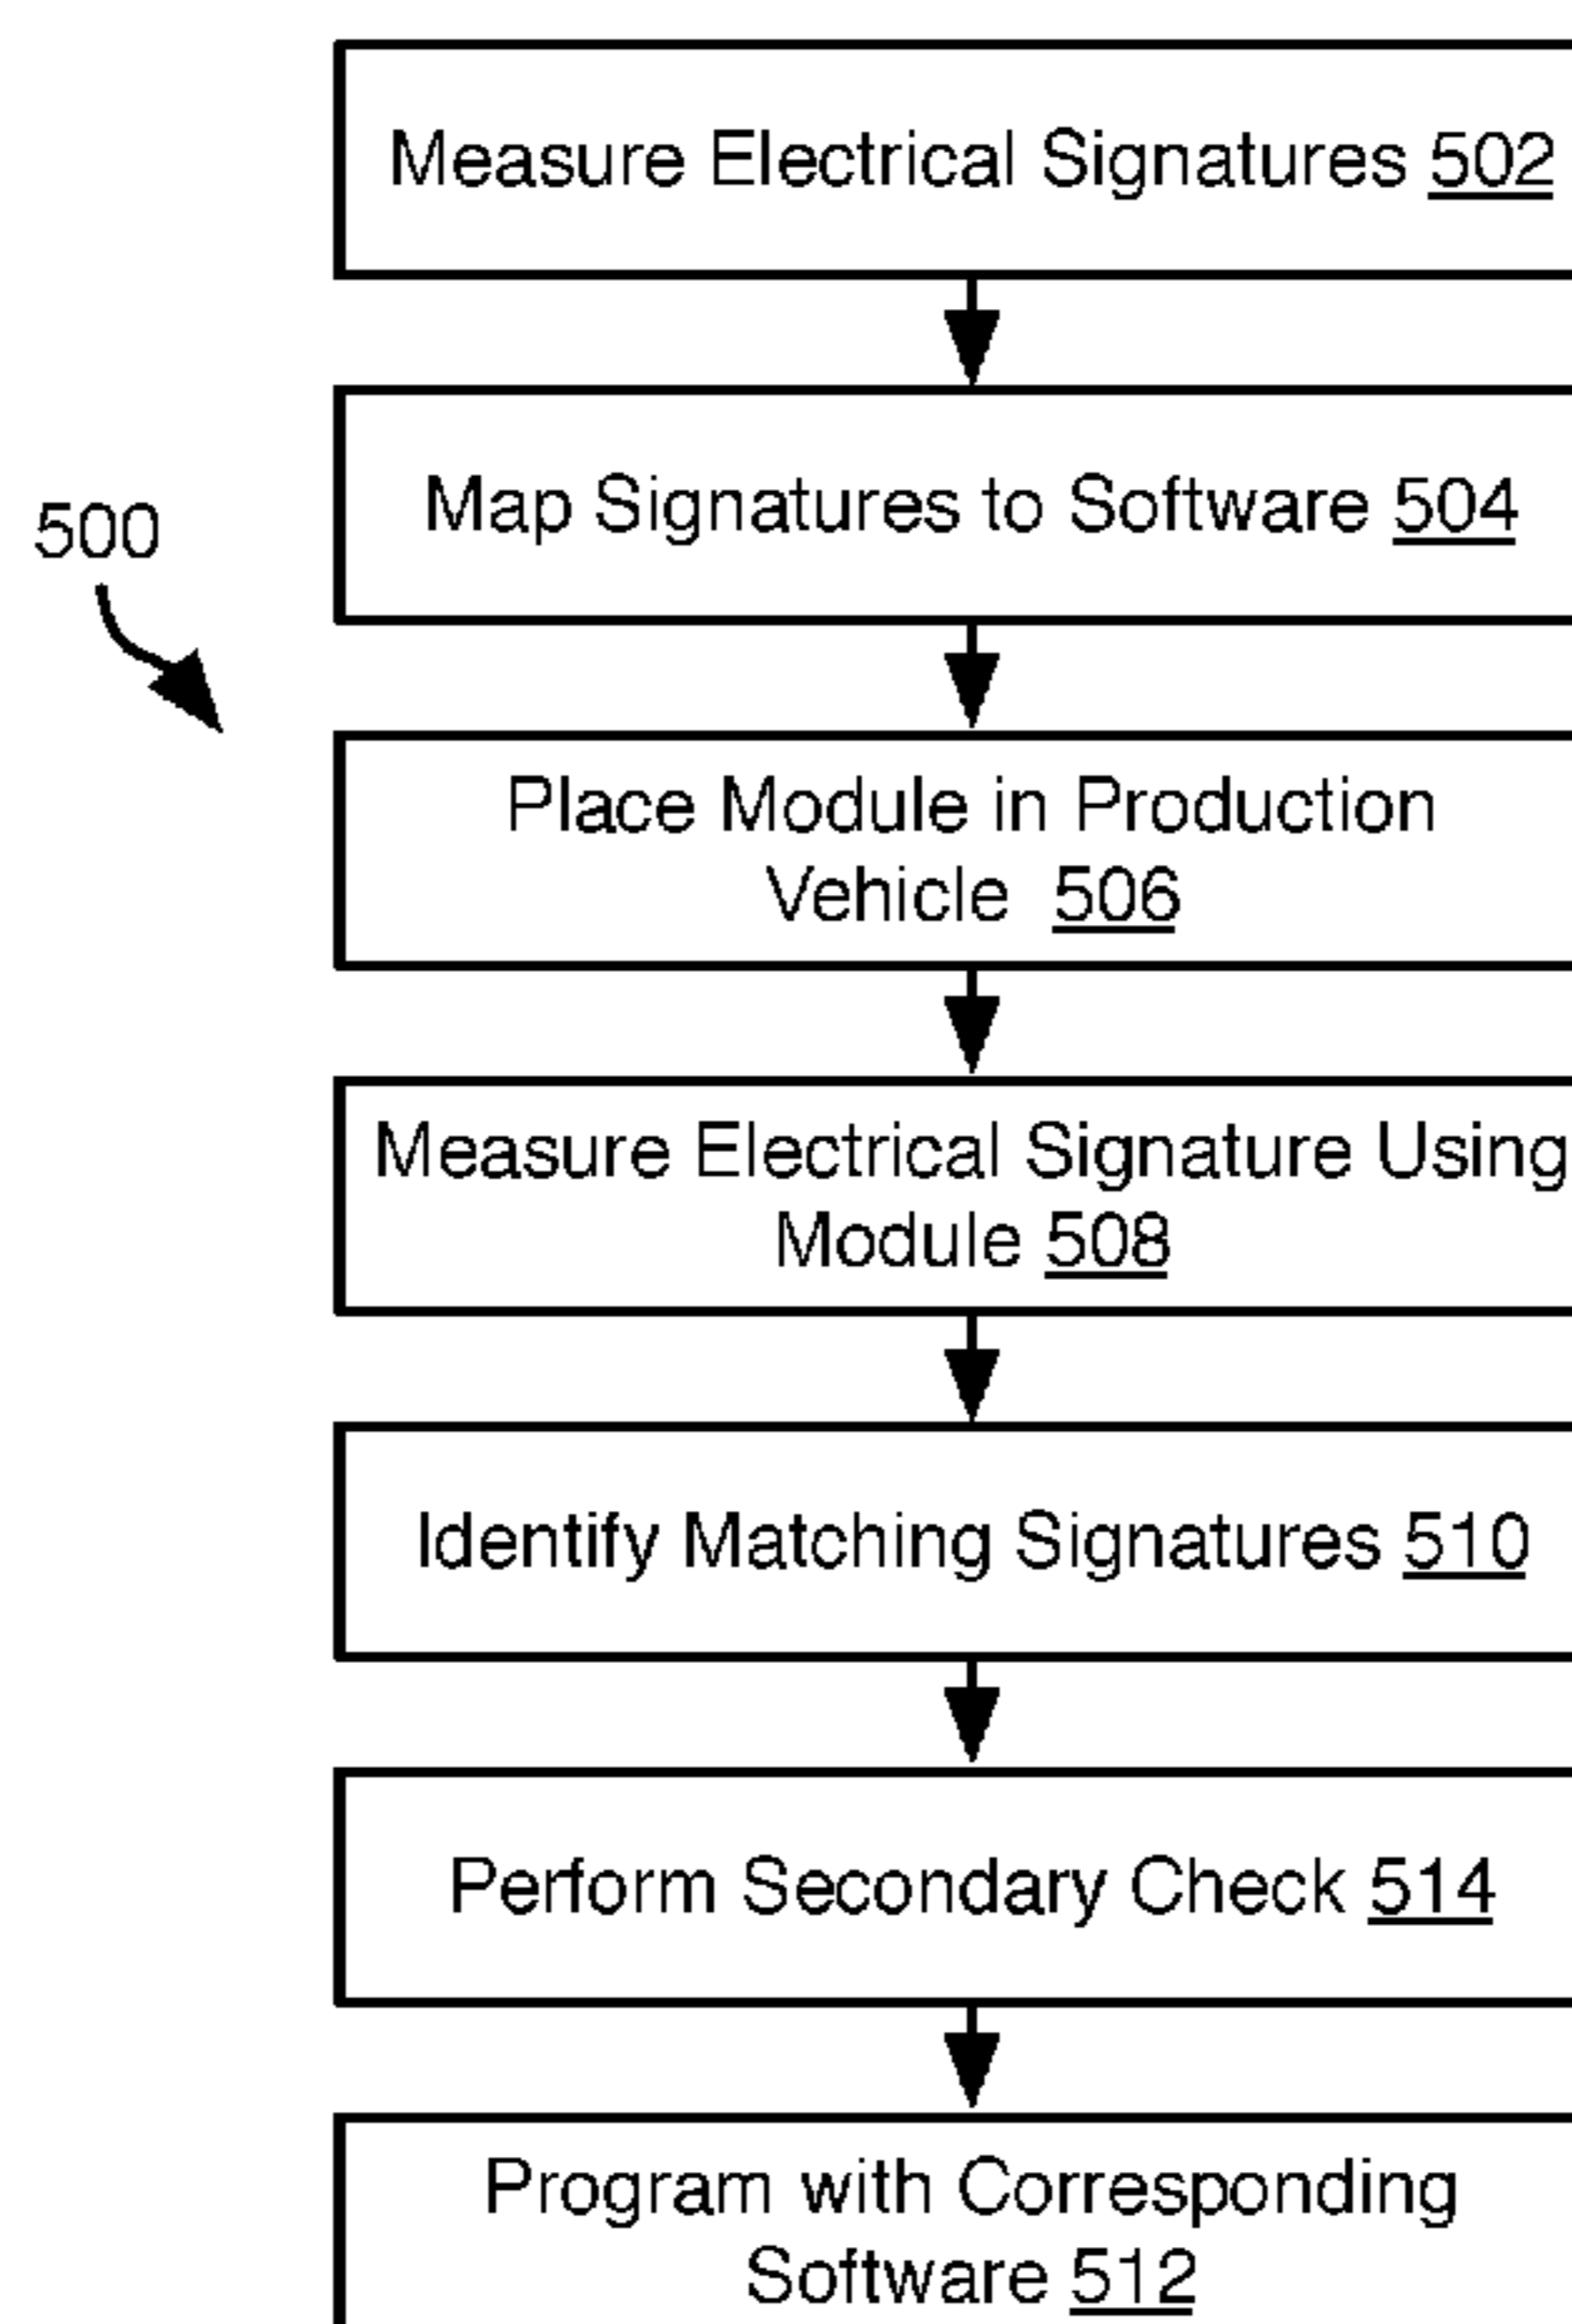 Measure Electrical Signatures 502
Map Signatures to Software 504
500
Place Module in Production
Vehicle 506
Measure Electrical Signature Using
Module 508
Identify Matching Signatures 510
Perform Secondary Check 514
Program with Corresponding
Software 512